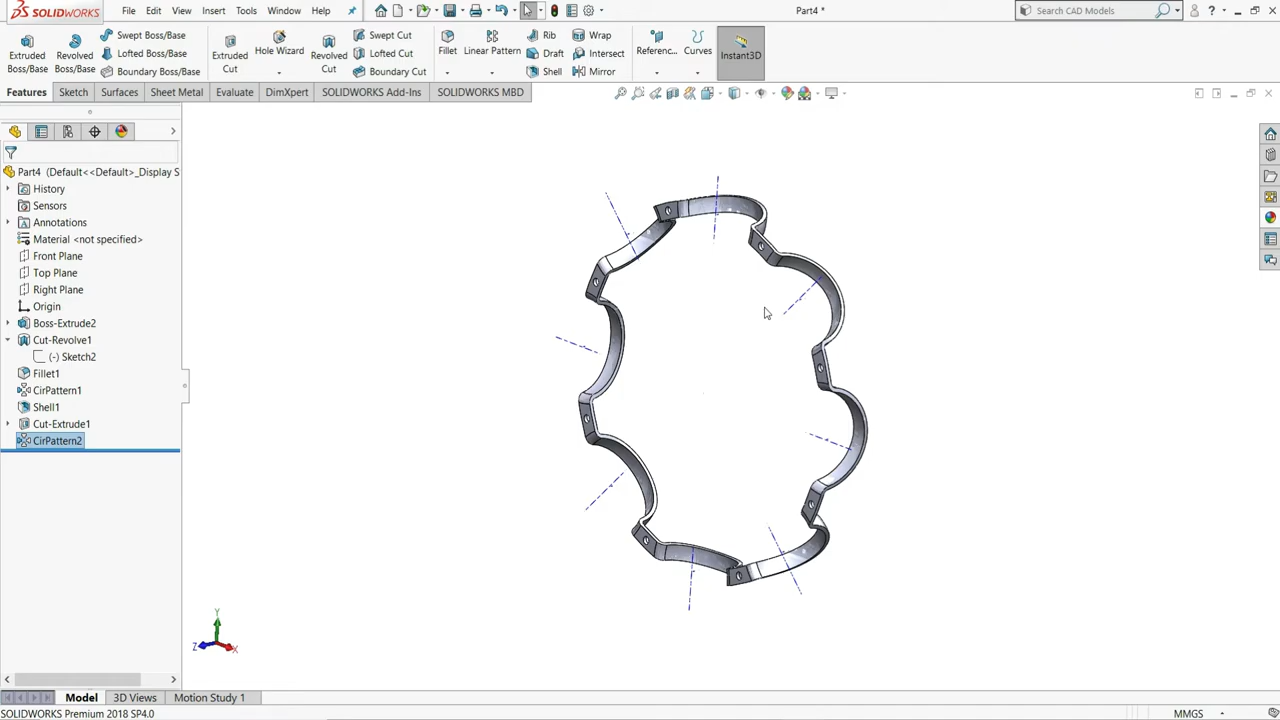 SOLIDWORKS
File Edit View Insert Tools Window Help
Part4 *
Search CAD Models
Extruded Boss/Base
Revolved Boss/Base
Swept Boss/Base
Lofted Boss/Base
Boundary Boss/Base
Extruded Cut
Hole Wizard
Revolved Cut
Swept Cut
Lofted Cut
Boundary Cut
Fillet
Linear Pattern
Rib
Draft
Shell
Wrap
Intersect
Mirror
Referenc...
Curves
Instant3D
Features Sketch Surfaces Sheet Metal Evaluate DimXpert SOLIDWORKS Add-Ins SOLIDWORKS MBD
Part4 (Default<<Default>_Display S
History
Sensors
Annotations
Material <not specified>
Front Plane
Top Plane
Right Plane
Origin
Boss-Extrude2
Cut-Revolve1
(-) Sketch2
Fillet1
CirPattern1
Shell1
Cut-Extrude1
CirPattern2
Y
Z
X
Model 3D Views Motion Study 1
SOLIDWORKS Premium 2018 SP4.0
MMGS